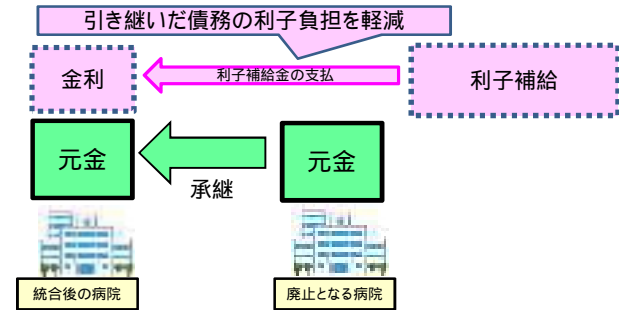 引き継いだ債務の利子負担を軽減
金利
利子補給金の支払
利子補給
元金
承継
元金
統合後の病院
廃止となる病院